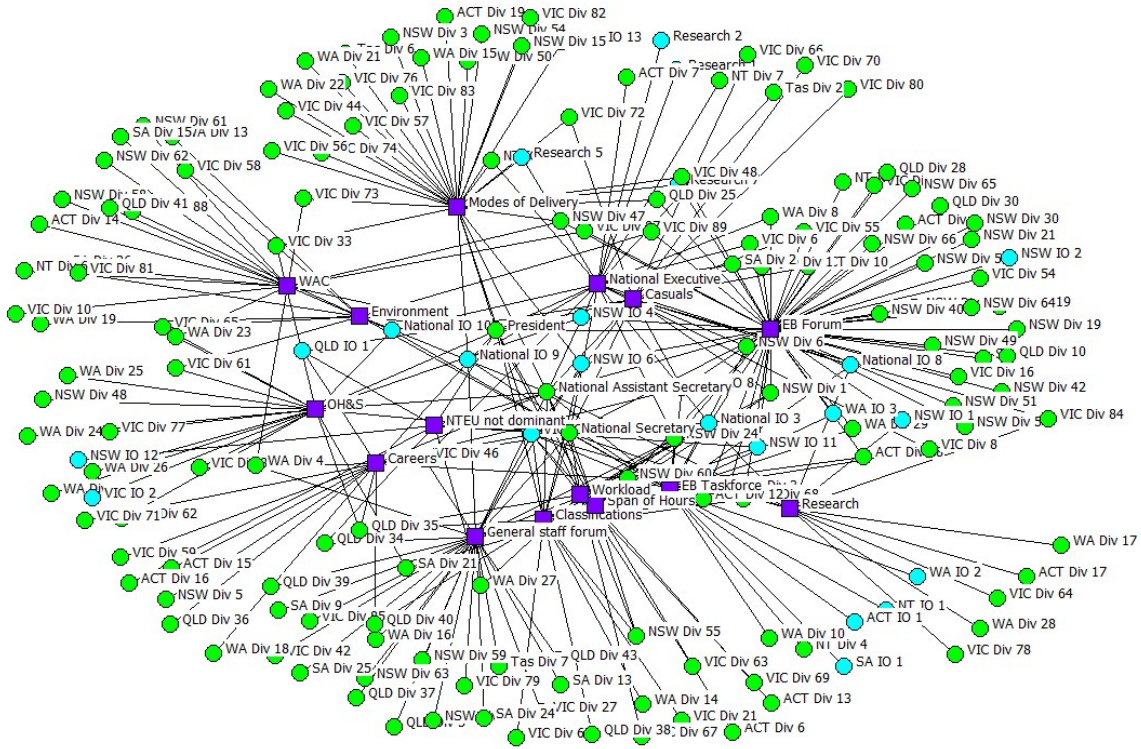 ACT Div 19
VIC Div 82
NSW Div 3
NSW Div 54
NSW Div 15
IO 13
Research 2
WA Div 21
WA Div 15
VIC Div 66
VIC Div 70
ACT Div 7
NT Div 7
Tas Div 2
VIC Div 80
WA Div 22
VIC Div 76
VIC Div 83
VIC Div 44
VIC Div 57
VIC Div 72
NSW Div 61
SA Div 15
VIC Div 56
Research 5
NSW Div 62
VIC Div 58
VIC Div 48
QLD Div 28
NSW Div 65
VIC Div 73
QLD Div 25
QLD Div 30
QLD Div 41
88
Modes of Delivery
ACT Div 14
NSW Div 47
WA Div 8
NSW Div 30
VIC Div 33
VIC Div 89
VIC Div 55
VIC Div 6
NSW Div 66
NSW Div 21
NSW IO 2
VIC Div 81
WAC
National Executive
Casuals
VIC Div 54
VIC Div 10
WA Div 19
Environment
NSW IO 4
EB Forum
NSW Div 40
NSW Div 19
WA Div 23
National IO 10
President
NSW Div 6
NSW Div 49
QLD Div 10
QLD IO 1
National IO 9
NSW IO 6
National IO 8
VIC Div 61
VIC Div 16
WA Div 25
National Assistant Secretary
NSW Div 1
NSW Div 42
NSW Div 48
OH&S
NSW Div 51
WA IO 3
NSW IO 1
VIC Div 84
WA Div 24
VIC Div 77
NTEU not dominant
National Secretary
National IO 3
NSW IO 11
VIC Div 8
NSW IO 12
VIC Div 46
WA Div 26
WA Div 4
Careers
NSW Div 60
VIC IO 2
Workload
EB Taskforce
Span of Hours
Research
VIC Div 71
QLD Div 35
Classifications
General staff forum
QLD Div 34
WA Div 17
VIC Div 59
ACT Div 15
SA Div 21
ACT Div 16
QLD Div 39
WA Div 27
WA IO 2
ACT Div 17
NSW Div 5
SA Div 9
VIC Div 64
QLD Div 36
QLD Div 40
NT IO 1
ACT IO 1
WA Div 16
NSW Div 55
WA Div 10
WA Div 28
WA Div 18
VIC Div 42
NSW Div 59
Tas Div 7
QLD Div 43
NT Div 4
VIC Div 78
SA Div 25
NSW Div 63
VIC Div 79
SA Div 13
VIC Div 63
SA IO 1
QLD Div 37
VIC Div 69
SA Div 24
VIC Div 27
WA Div 14
ACT Div 13
VIC Div 21
QLD Div 38
ACT Div 6